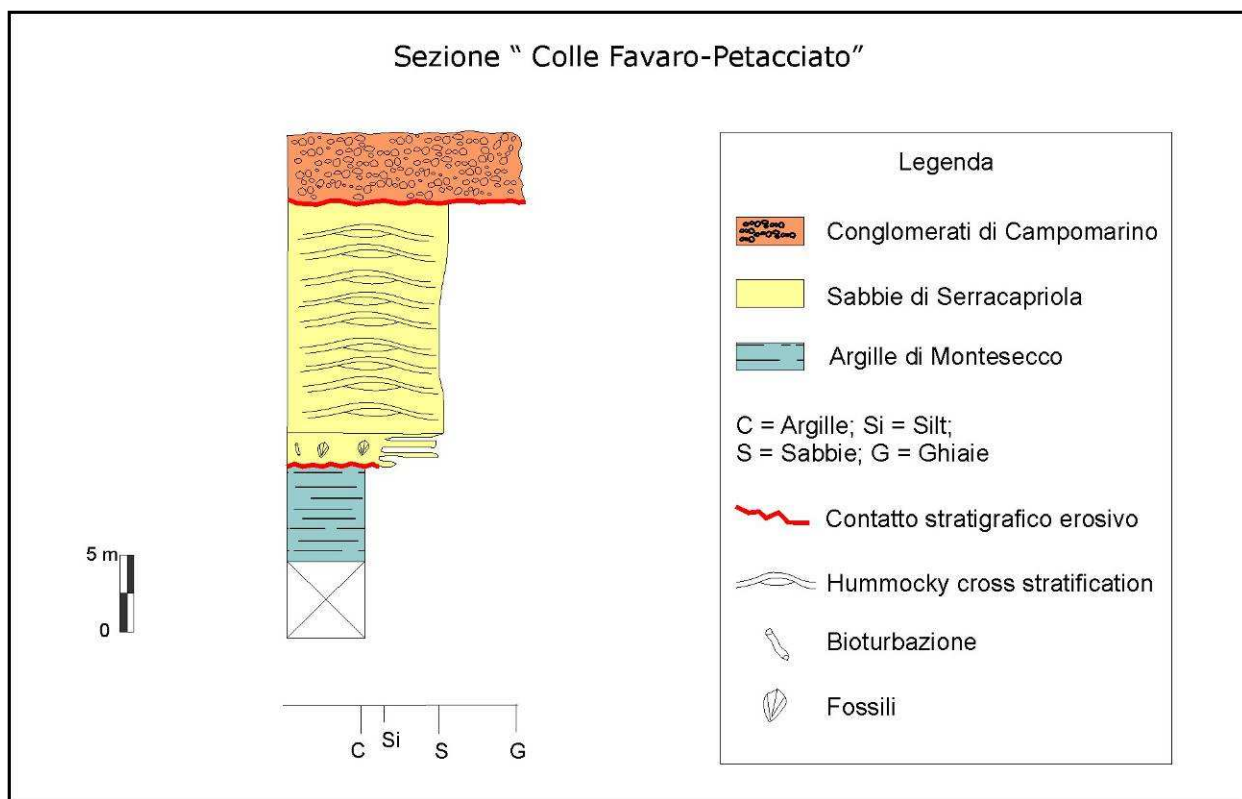 Sezione “ Colle Favaro-Petacciato”
5 m
0
C
Si
S
G
Legenda
Conglomerati di Campomarino
Sabbie di Serracapriola
Argille di Montesecco
C = Argille; Si = Silt;
S = Sabbie; G = Ghiaie
Contatto stratigrafico erosivo
Hummocky cross stratification
Bioturbazione
Fossili